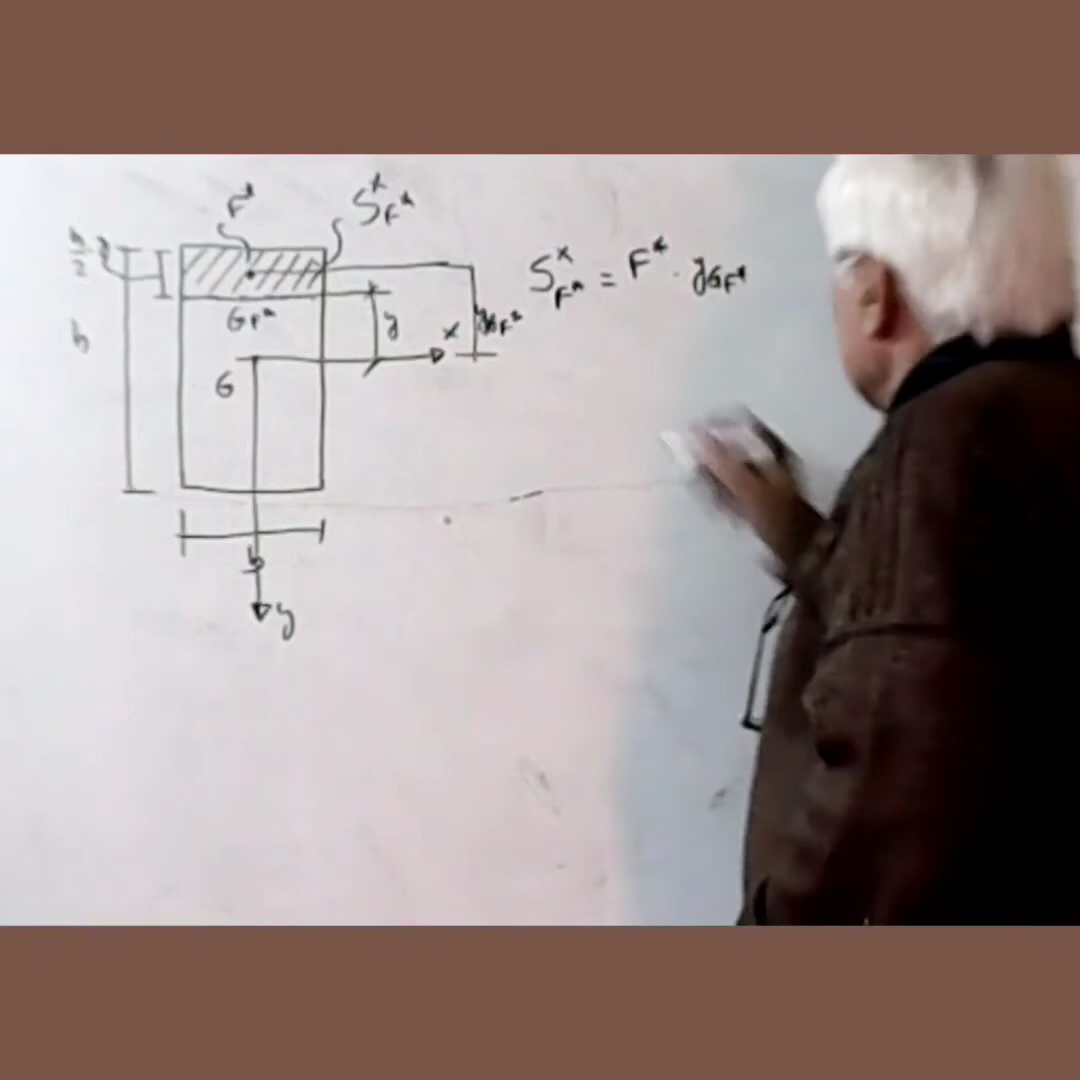 F* S^x_F*
h/2 - y
S^x_F* = F* · y_GF*
G_F* y x y_GF*
h
G
b
y